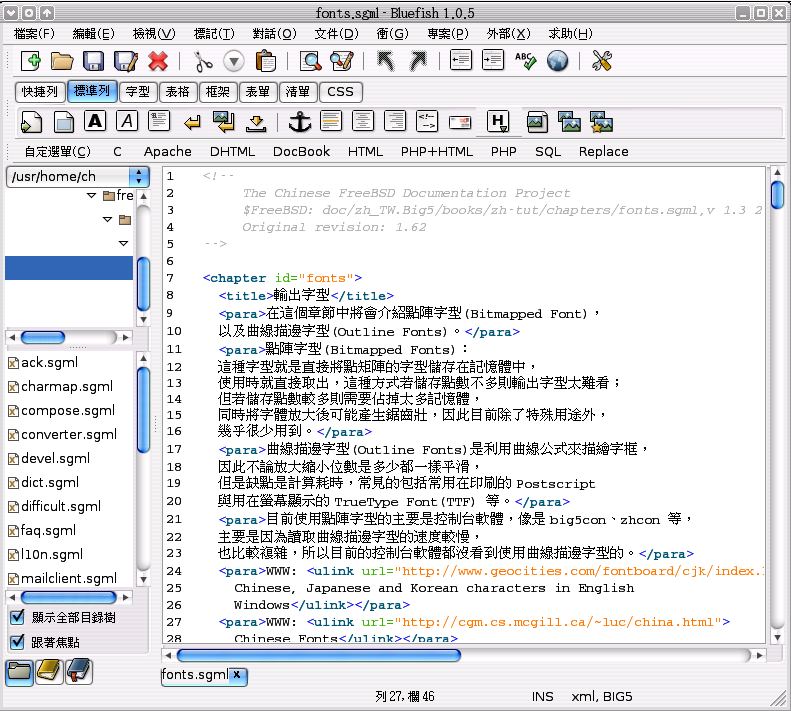 fonts.sgml - Bluefish 1.0.5
檔案(F) 編輯(E) 檢視(V) 標記(T) 對話(O) 文件(D) 衝(G) 專案(P) 外部(X) 求助(H)
快捷列 標準列 字型 表格 框架 表單 清單 CSS
自定選單(C) C Apache DHTML DocBook HTML PHP+HTML PHP SQL Replace
/usr/home/ch
fre
ack.sgml
charmap.sgml
compose.sgml
converter.sgml
devel.sgml
dict.sgml
difficult.sgml
faq.sgml
l10n.sgml
mailclient.sgml
顯示全部目錄樹
跟著焦點
1 <!--
2 The Chinese FreeBSD Documentation Project
3 $FreeBSD: doc/zh_TW.Big5/books/zh-tut/chapters/fonts.sgml,v 1.3 2
4 Original revision: 1.62
5 -->
6
7 <chapter id="fonts">
8 <title>輸出字型</title>
9 <para>在這個章節中將會介紹點陣字型(Bitmapped Font)，
10 以及曲線描邊字型(Outline Fonts)。</para>
11 <para>點陣字型(Bitmapped Fonts)：
12 這種字型就是直接將點矩陣的字型儲存在記憶體中，
13 使用時就直接取出，這種方式若儲存點數不多則輸出字型太難看；
14 但若儲存點數較多則需要佔掉太多記憶體，
15 同時將字體放大後可能產生鋸齒狀，因此目前除了特殊用途外，
16 幾乎很少用到。</para>
17 <para>曲線描邊字型(Outline Fonts)是利用曲線公式來描繪字框，
18 因此不論放大縮小位數是多少都一樣平滑，
19 但是缺點是計算耗時，常見的包括常用在印刷的 Postscript
20 與用在螢幕顯示的 TrueType Font(TTF) 等。</para>
21 <para>目前使用點陣字型的主要是控制台軟體，像是 big5con、zhcon 等，
22 主要是因為讀取曲線描邊字型的速度較慢，
23 也比較複雜，所以目前的控制台軟體都沒看到使用曲線描邊字型的。</para>
24 <para>WWW: <ulink url="http://www.geocities.com/fontboard/cjk/index.
25 Chinese, Japanese and Korean characters in English
26 Windows</ulink></para>
27 <para>WWW: <ulink url="http://cgm.cs.mcgill.ca/~luc/china.html">
28 Chinese Fonts</ulink></para>
fonts.sgml x
列 27, 欄 46 INS xml, BIG5